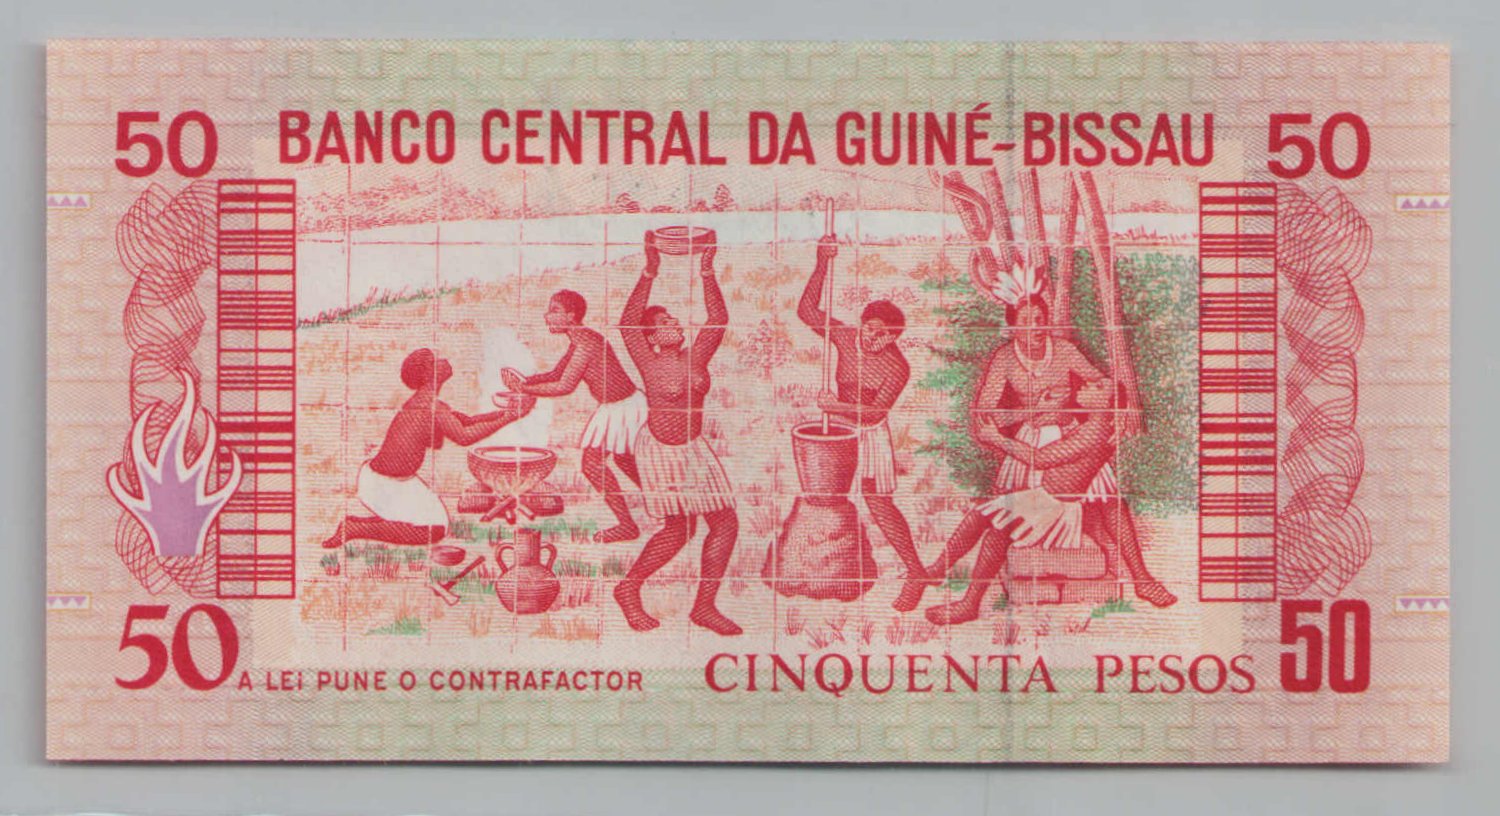 50 BANCO CENTRAL DA GUINÉ-BISSAU 50
50 A LEI PUNE O CONTRAFACTOR CINQUENTA PESOS 50